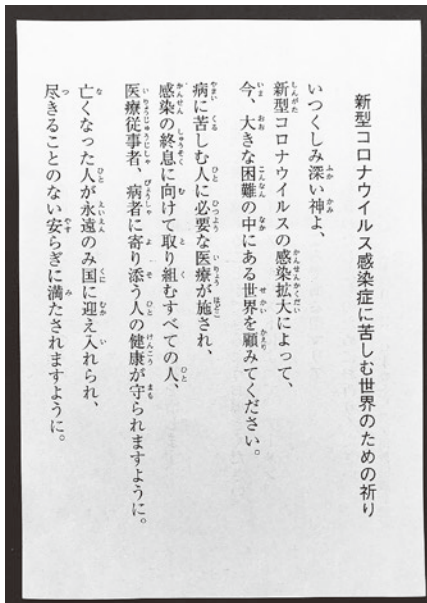 新型コロナウイルス感染症に苦しむ世界のための祈り
いつくしみ深い神よ、
新型コロナウイルスの感染拡大によって、
今、大きな困難の中にある世界を顧みてください。
病に苦しむ人に必要な医療が施され、
感染の終息に向けて取り組むすべての人、
医療従事者、病者に寄り添う人の健康が守られますように。
亡くなった人が永遠のみ国に迎え入れられ、
尽きることのない安らぎに満たされますように。